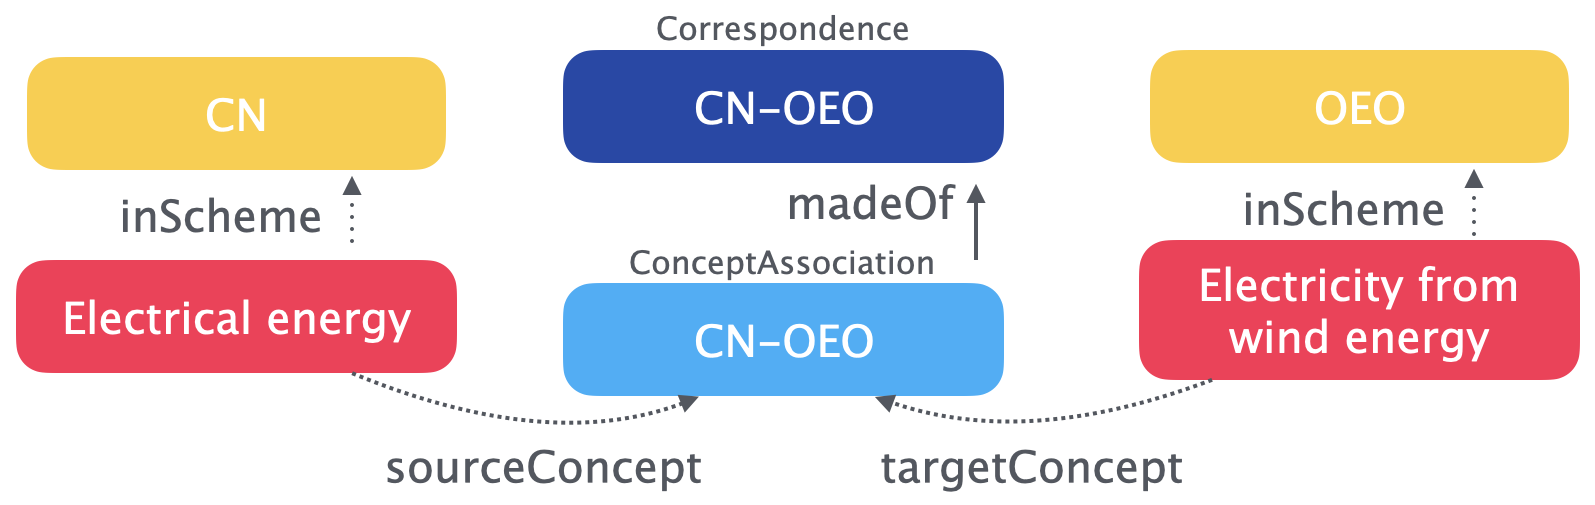 Correspondence
CN
CN-OEO
OEO
inScheme
madeOf
inScheme
ConceptAssociation
Electrical energy
CN-OEO
Electricity from
wind energy
sourceConcept
targetConcept